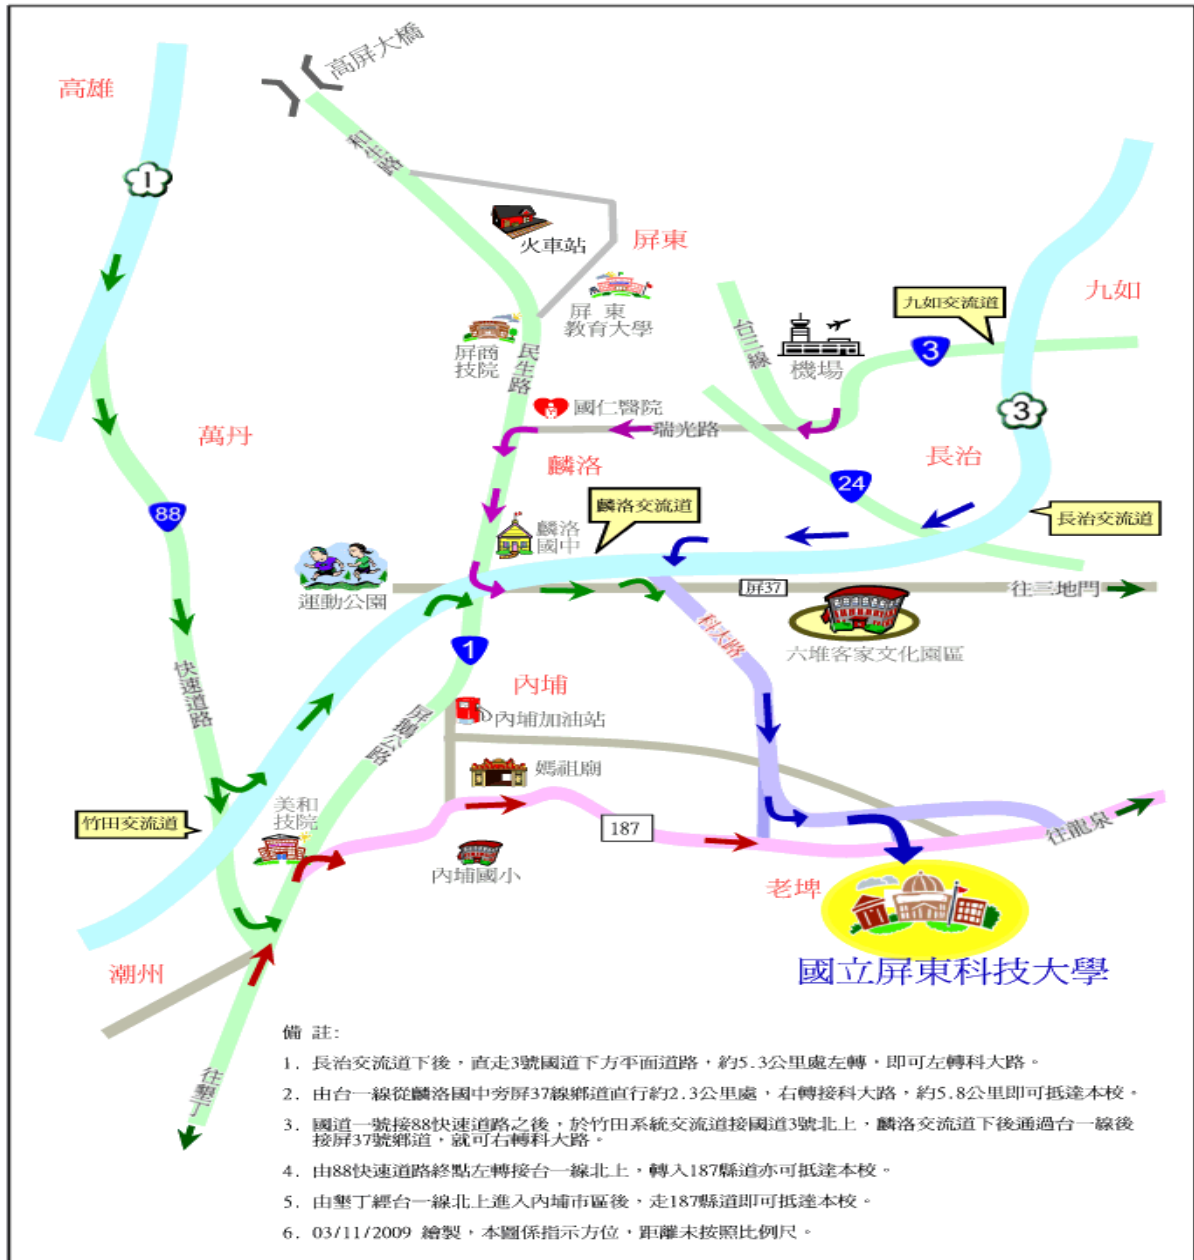 高屏大橋
高雄
1
和生路
火車站
屏東
九如
九如交流道
屏東
教育大學
屏商
技院
民生路
台三線
機場
3
國仁醫院
瑞光路
3
萬丹
麟洛
長治
24
88
麟洛交流道
長治交流道
麟洛
國中
運動公園
屏37
往三地門
科大路
六堆客家文化園區
1
快速道路
內埔
屏鵝公路
內埔加油站
媽祖廟
美和
技院
竹田交流道
187
往龍泉
內埔國小
老埤
潮州
國立屏東科技大學
往墾丁
備 註:
1. 長治交流道下後，直走3號國道下方平面道路，約5.3公里處左轉，即可左轉科大路。
2. 由台一線從麟洛國中旁屏37線鄉道直行約2.3公里處，右轉接科大路，約5.8公里即可抵達本校。
3. 國道一號接88快速道路之後，於竹田系統交流道接國道3號北上，麟洛交流道下後通過台一線後
接屏37號鄉道，就可右轉科大路。
4. 由88快速道路終點左轉接台一線北上，轉入187縣道亦可抵達本校。
5. 由墾丁經台一線北上進入內埔市區後，走187縣道即可抵達本校。
6. 03/11/2009 繪製，本圖係指示方位，距離未按照比例尺。